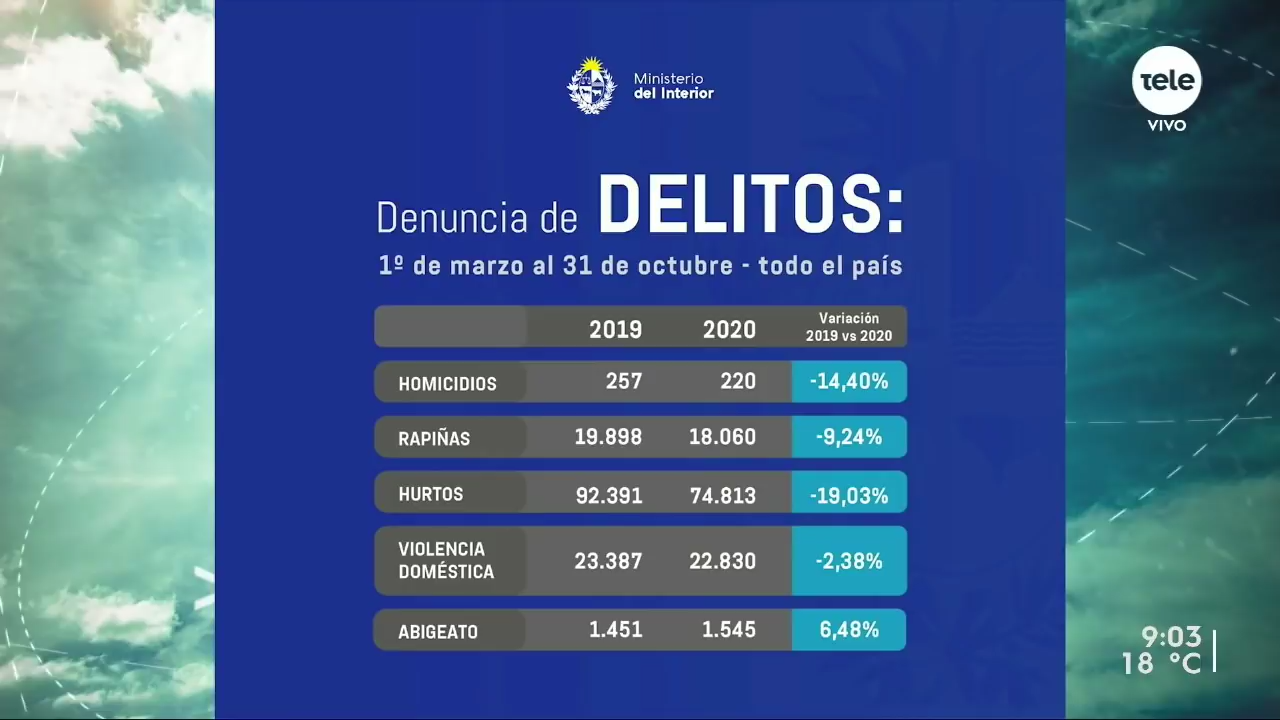 Ministerio
del Interior
tele
VIVO
Denuncia de DELITOS:
1º de marzo al 31 de octubre - todo el país
2019 2020 Variación 2019 vs 2020
HOMICIDIOS 257 220 -14,40%
RAPIÑAS 19.898 18.060 -9,24%
HURTOS 92.391 74.813 -19,03%
VIOLENCIA DOMÉSTICA 23.387 22.830 -2,38%
ABIGEATO 1.451 1.545 6,48%
9:03
18 °C